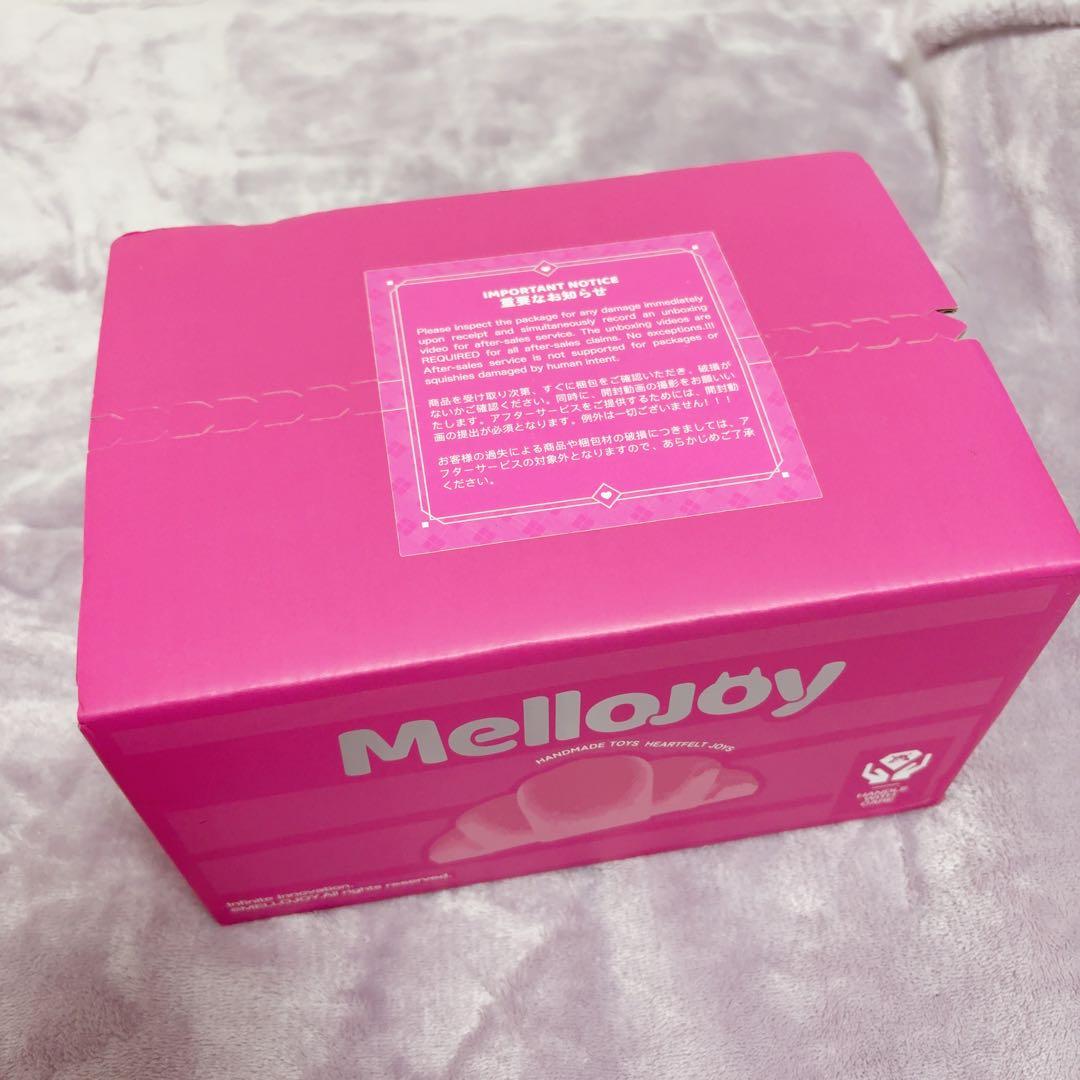 IMPORTANT NOTICE
重要なお知らせ
Please inspect the package for any damage immediately
upon receipt and simultaneously record an unboxing
video for after-sales service. The unboxing videos are
REQUIRED for all after-sales claims. No exceptions.!!!
After-sales service is not supported for packages or
squishies damaged by human intent.
商品を受け取り次第、すぐに梱包をご確認いただき、破損が
ないかご確認ください。同時に、開封動画の撮影をお願いい
たします。アフターサービスをご提供するためには、開封動
画の提出が必須となります。例外は一切ございません!!!
お客様の過失による商品や梱包材の破損につきましては、ア
フターサービスの対象外となりますので、あらかじめご了承
ください。
MelloJoy
HANDMADE TOYS HEARTFELT JOYS
HANDLE
WITH
CARE
Infinite Innovation.
©MELLOJOY.All rights reserved.